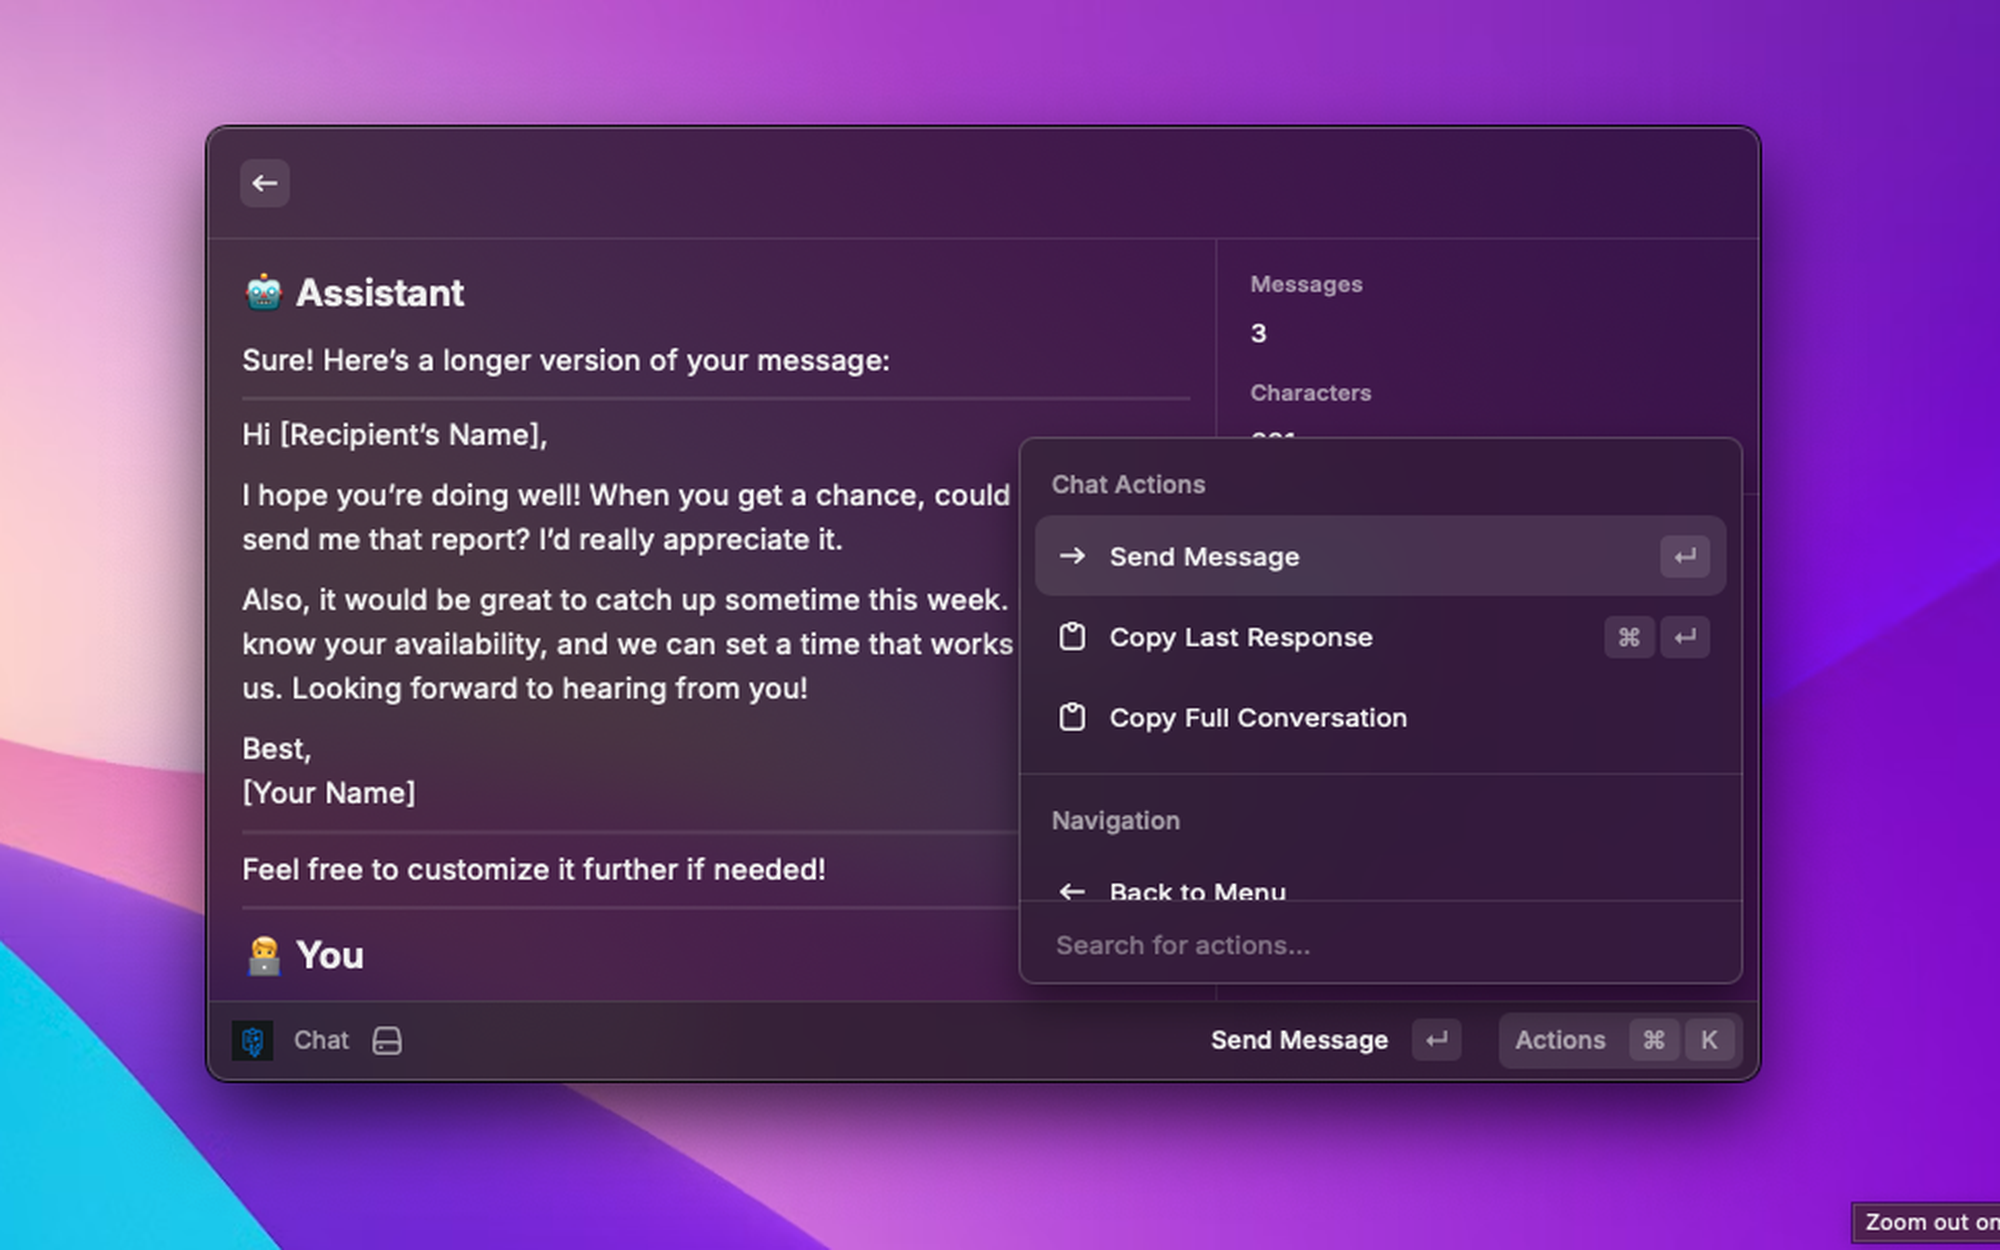 Assistant
Sure! Here’s a longer version of your message:
Hi [Recipient’s Name],
I hope you’re doing well! When you get a chance, could
send me that report? I’d really appreciate it.
Also, it would be great to catch up sometime this week.
know your availability, and we can set a time that works
us. Looking forward to hearing from you!
Best,
[Your Name]
Feel free to customize it further if needed!
You
Messages
3
Characters
Chat Actions
Send Message
Copy Last Response
Copy Full Conversation
Navigation
Back to Menu
Search for actions...
Chat
Send Message
Actions ⌘ K
Zoom out on